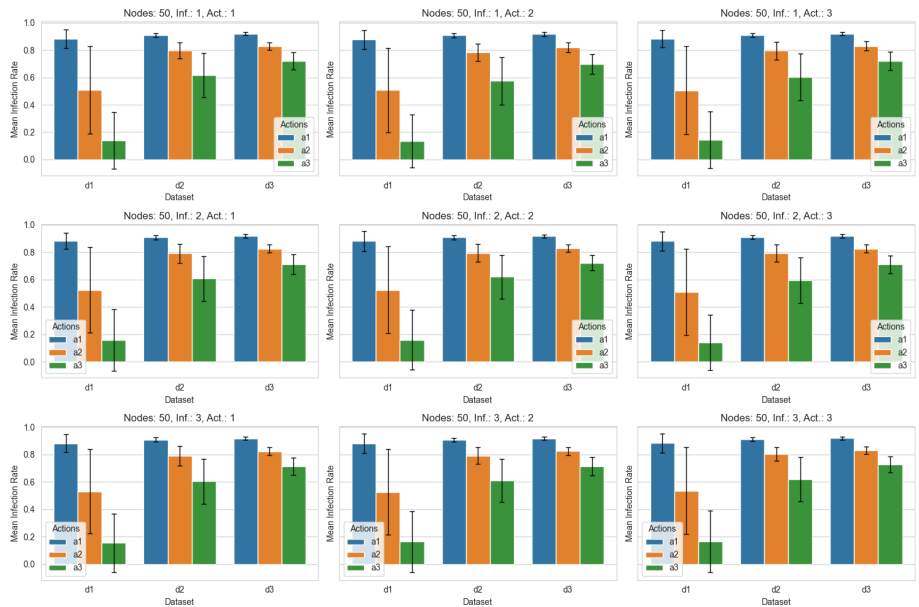 Nodes: 50, Inf.: 1, Act.: 1
Mean Infection Rate
1.0
0.8
0.6
0.4
0.2
0.0
Actions
a1
a2
a3
d1 d2 d3
Dataset
Nodes: 50, Inf.: 1, Act.: 2
Mean Infection Rate
Actions
a1
a2
a3
d1 d2 d3
Dataset
Nodes: 50, Inf.: 1, Act.: 3
Mean Infection Rate
Actions
a1
a2
a3
d1 d2 d3
Dataset
Nodes: 50, Inf.: 2, Act.: 1
Mean Infection Rate
1.0
0.8
0.6
0.4
0.2
0.0
Actions
a1
a2
a3
d1 d2 d3
Dataset
Nodes: 50, Inf.: 2, Act.: 2
Mean Infection Rate
Actions
a1
a2
a3
d1 d2 d3
Dataset
Nodes: 50, Inf.: 2, Act.: 3
Mean Infection Rate
Actions
a1
a2
a3
d1 d2 d3
Dataset
Nodes: 50, Inf.: 3, Act.: 1
Mean Infection Rate
1.0
0.8
0.6
0.4
0.2
0.0
Actions
a1
a2
a3
d1 d2 d3
Dataset
Nodes: 50, Inf.: 3, Act.: 2
Mean Infection Rate
Actions
a1
a2
a3
d1 d2 d3
Dataset
Nodes: 50, Inf.: 3, Act.: 3
Mean Infection Rate
Actions
a1
a2
a3
d1 d2 d3
Dataset